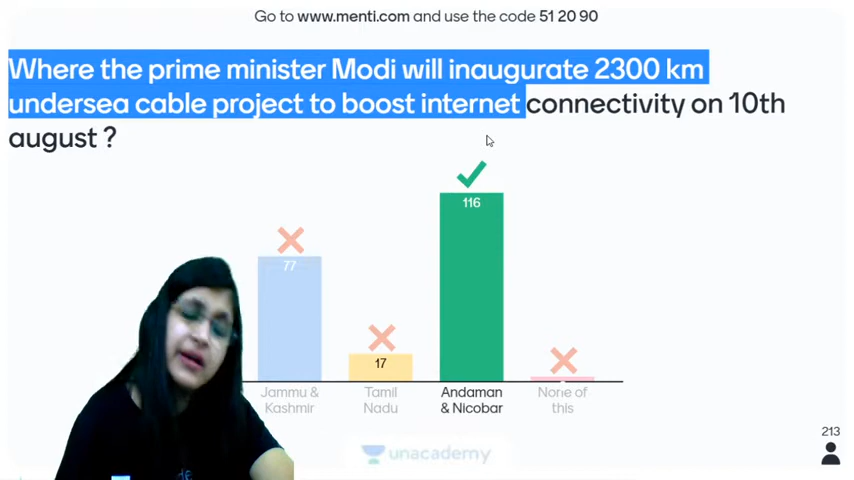 Go to www.menti.com and use the code 51 20 90
Where the prime minister Modi will inaugurate 2300 km
undersea cable project to boost internet connectivity on 10th
august ?
116
77
17
Jammu &
Kashmir
Tamil
Nadu
Andaman
& Nicobar
None of
this
213
unacademy